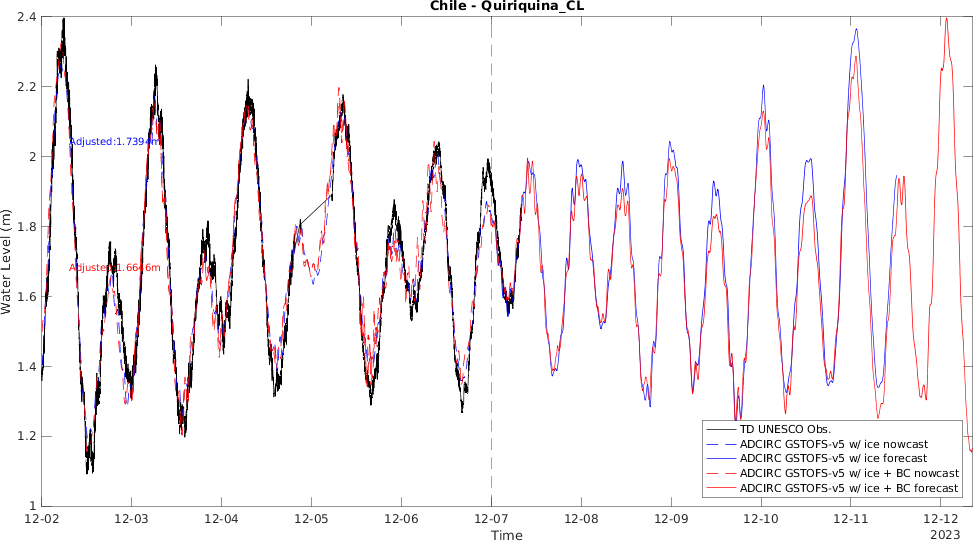 Chile - Quiriquina_CL
2.4
2.2
2
1.8
1.6
1.4
1.2
1
Water Level (m)
Adjusted:1.7394m
Adjusted:1.6646m
TD UNESCO Obs.
ADCIRC GSTOFS-v5 w/ ice nowcast
ADCIRC GSTOFS-v5 w/ ice forecast
ADCIRC GSTOFS-v5 w/ ice + BC nowcast
ADCIRC GSTOFS-v5 w/ ice + BC forecast
12-02 12-03 12-04 12-05 12-06 12-07 12-08 12-09 12-10 12-11 12-12
Time 2023